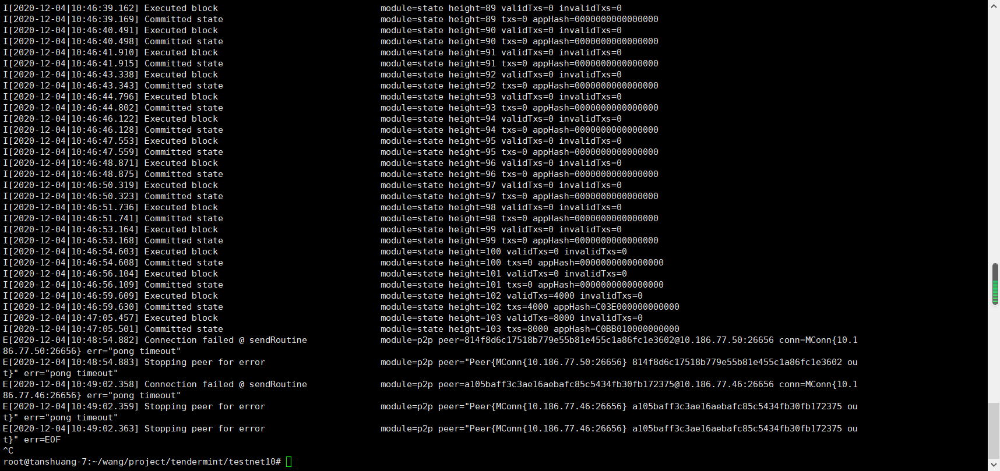 I[2020-12-04|10:46:39.162] Executed block module=state height=89 validTxs=0 invalidTxs=0
I[2020-12-04|10:46:39.169] Committed state module=state height=89 txs=0 appHash=0000000000000000
I[2020-12-04|10:46:40.491] Executed block module=state height=90 validTxs=0 invalidTxs=0
I[2020-12-04|10:46:40.498] Committed state module=state height=90 txs=0 appHash=0000000000000000
I[2020-12-04|10:46:41.910] Executed block module=state height=91 validTxs=0 invalidTxs=0
I[2020-12-04|10:46:41.915] Committed state module=state height=91 txs=0 appHash=0000000000000000
I[2020-12-04|10:46:43.338] Executed block module=state height=92 validTxs=0 invalidTxs=0
I[2020-12-04|10:46:43.343] Committed state module=state height=92 txs=0 appHash=0000000000000000
I[2020-12-04|10:46:44.796] Executed block module=state height=93 validTxs=0 invalidTxs=0
I[2020-12-04|10:46:44.802] Committed state module=state height=93 txs=0 appHash=0000000000000000
I[2020-12-04|10:46:46.122] Executed block module=state height=94 validTxs=0 invalidTxs=0
I[2020-12-04|10:46:46.128] Committed state module=state height=94 txs=0 appHash=0000000000000000
I[2020-12-04|10:46:47.553] Executed block module=state height=95 validTxs=0 invalidTxs=0
I[2020-12-04|10:46:47.559] Committed state module=state height=95 txs=0 appHash=0000000000000000
I[2020-12-04|10:46:48.871] Executed block module=state height=96 validTxs=0 invalidTxs=0
I[2020-12-04|10:46:48.875] Committed state module=state height=96 txs=0 appHash=0000000000000000
I[2020-12-04|10:46:50.319] Executed block module=state height=97 validTxs=0 invalidTxs=0
I[2020-12-04|10:46:50.323] Committed state module=state height=97 txs=0 appHash=0000000000000000
I[2020-12-04|10:46:51.736] Executed block module=state height=98 validTxs=0 invalidTxs=0
I[2020-12-04|10:46:51.741] Committed state module=state height=98 txs=0 appHash=0000000000000000
I[2020-12-04|10:46:53.164] Executed block module=state height=99 validTxs=0 invalidTxs=0
I[2020-12-04|10:46:53.168] Committed state module=state height=99 txs=0 appHash=0000000000000000
I[2020-12-04|10:46:54.603] Executed block module=state height=100 validTxs=0 invalidTxs=0
I[2020-12-04|10:46:54.608] Committed state module=state height=100 txs=0 appHash=0000000000000000
I[2020-12-04|10:46:56.104] Executed block module=state height=101 validTxs=0 invalidTxs=0
I[2020-12-04|10:46:56.109] Committed state module=state height=101 txs=0 appHash=0000000000000000
I[2020-12-04|10:46:59.609] Executed block module=state height=102 validTxs=4000 invalidTxs=0
I[2020-12-04|10:46:59.630] Committed state module=state height=102 txs=4000 appHash=C03E000000000000
I[2020-12-04|10:47:05.457] Executed block module=state height=103 validTxs=8000 invalidTxs=0
I[2020-12-04|10:47:05.501] Committed state module=state height=103 txs=8000 appHash=C0BB010000000000
E[2020-12-04|10:48:54.882] Connection failed @ sendRoutine module=p2p peer=814f8d6c17518b779e55b81e455c1a86fc1e3602@10.186.77.50:26656 conn=MConn{10.1
86.77.50:26656} err="pong timeout"
E[2020-12-04|10:48:54.883] Stopping peer for error module=p2p peer="Peer{MConn{10.186.77.50:26656} 814f8d6c17518b779e55b81e455c1a86fc1e3602 ou
t}" err="pong timeout"
E[2020-12-04|10:49:02.358] Connection failed @ sendRoutine module=p2p peer=a105baff3c3ae16aebafc85c5434fb30fb172375@10.186.77.46:26656 conn=MConn{10.1
86.77.46:26656} err="pong timeout"
E[2020-12-04|10:49:02.359] Stopping peer for error module=p2p peer="Peer{MConn{10.186.77.46:26656} a105baff3c3ae16aebafc85c5434fb30fb172375 ou
t}" err="pong timeout"
E[2020-12-04|10:49:02.363] Stopping peer for error module=p2p peer="Peer{MConn{10.186.77.46:26656} a105baff3c3ae16aebafc85c5434fb30fb172375 ou
t}" err=EOF
^C
root@tanshuang-7:~/wang/project/tendermint/testnet10#